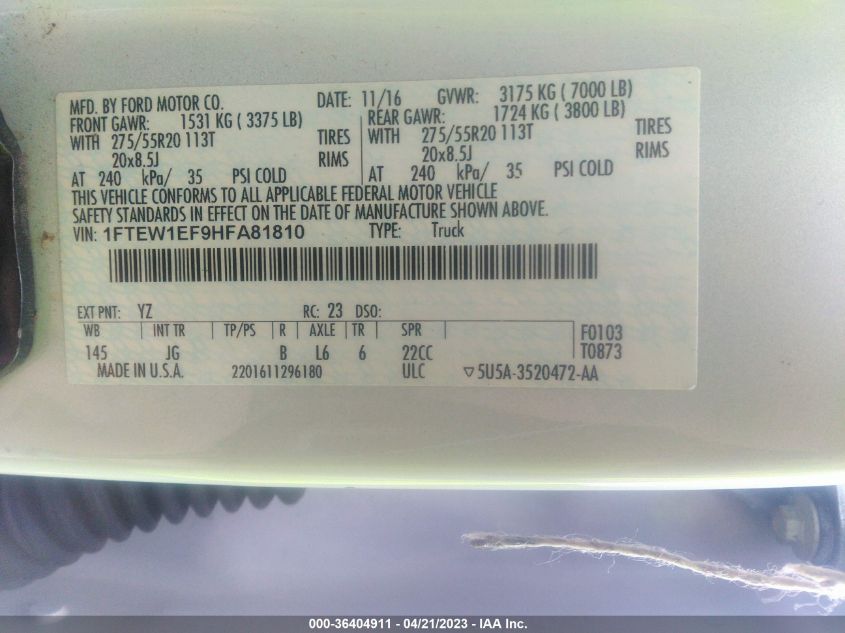 MFD. BY FORD MOTOR CO. DATE: 11/16 GVWR: 3175 KG ( 7000 LB)
FRONT GAWR: 1531 KG ( 3375 LB) REAR GAWR: 1724 KG ( 3800 LB)
WITH 275/55R20 113T TIRES WITH 275/55R20 113T TIRES
20x8.5J RIMS 20x8.5J RIMS
AT 240 kPa/ 35 PSI COLD AT 240 kPa/ 35 PSI COLD
THIS VEHICLE CONFORMS TO ALL APPLICABLE FEDERAL MOTOR VEHICLE
SAFETY STANDARDS IN EFFECT ON THE DATE OF MANUFACTURE SHOWN ABOVE.
VIN: 1FTEW1EF9HFA81810 TYPE: Truck
EXT PNT: YZ RC: 23 DSO:
WB INT TR TP/PS R AXLE TR SPR F0103
145 JG B L6 6 22CC T0873
MADE IN U.S.A. 2201611296180 ULC ▽5U5A-3520472-AA
000-36404911 - 04/21/2023 - IAA Inc.